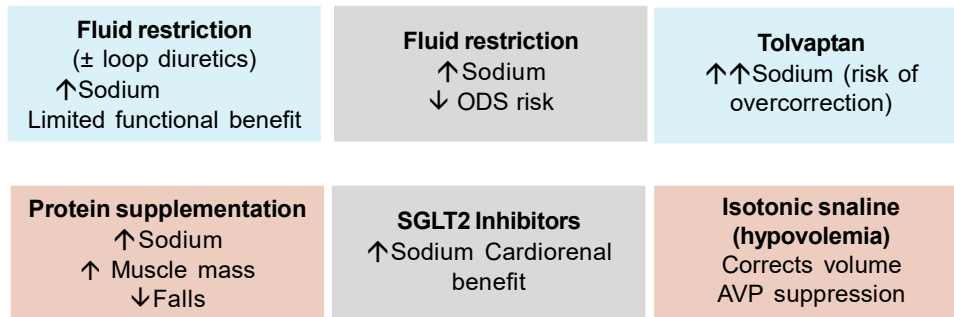 Fluid restriction
(± loop diuretics)
↑Sodium
Limited functional benefit
Fluid restriction
↑Sodium
↓ ODS risk
Tolvaptan
↑↑Sodium (risk of
overcorrection)
Protein supplementation
↑Sodium
↑ Muscle mass
↓Falls
SGLT2 Inhibitors
↑Sodium Cardiorenal
benefit
Isotonic snaline
(hypovolemia)
Corrects volume
AVP suppression